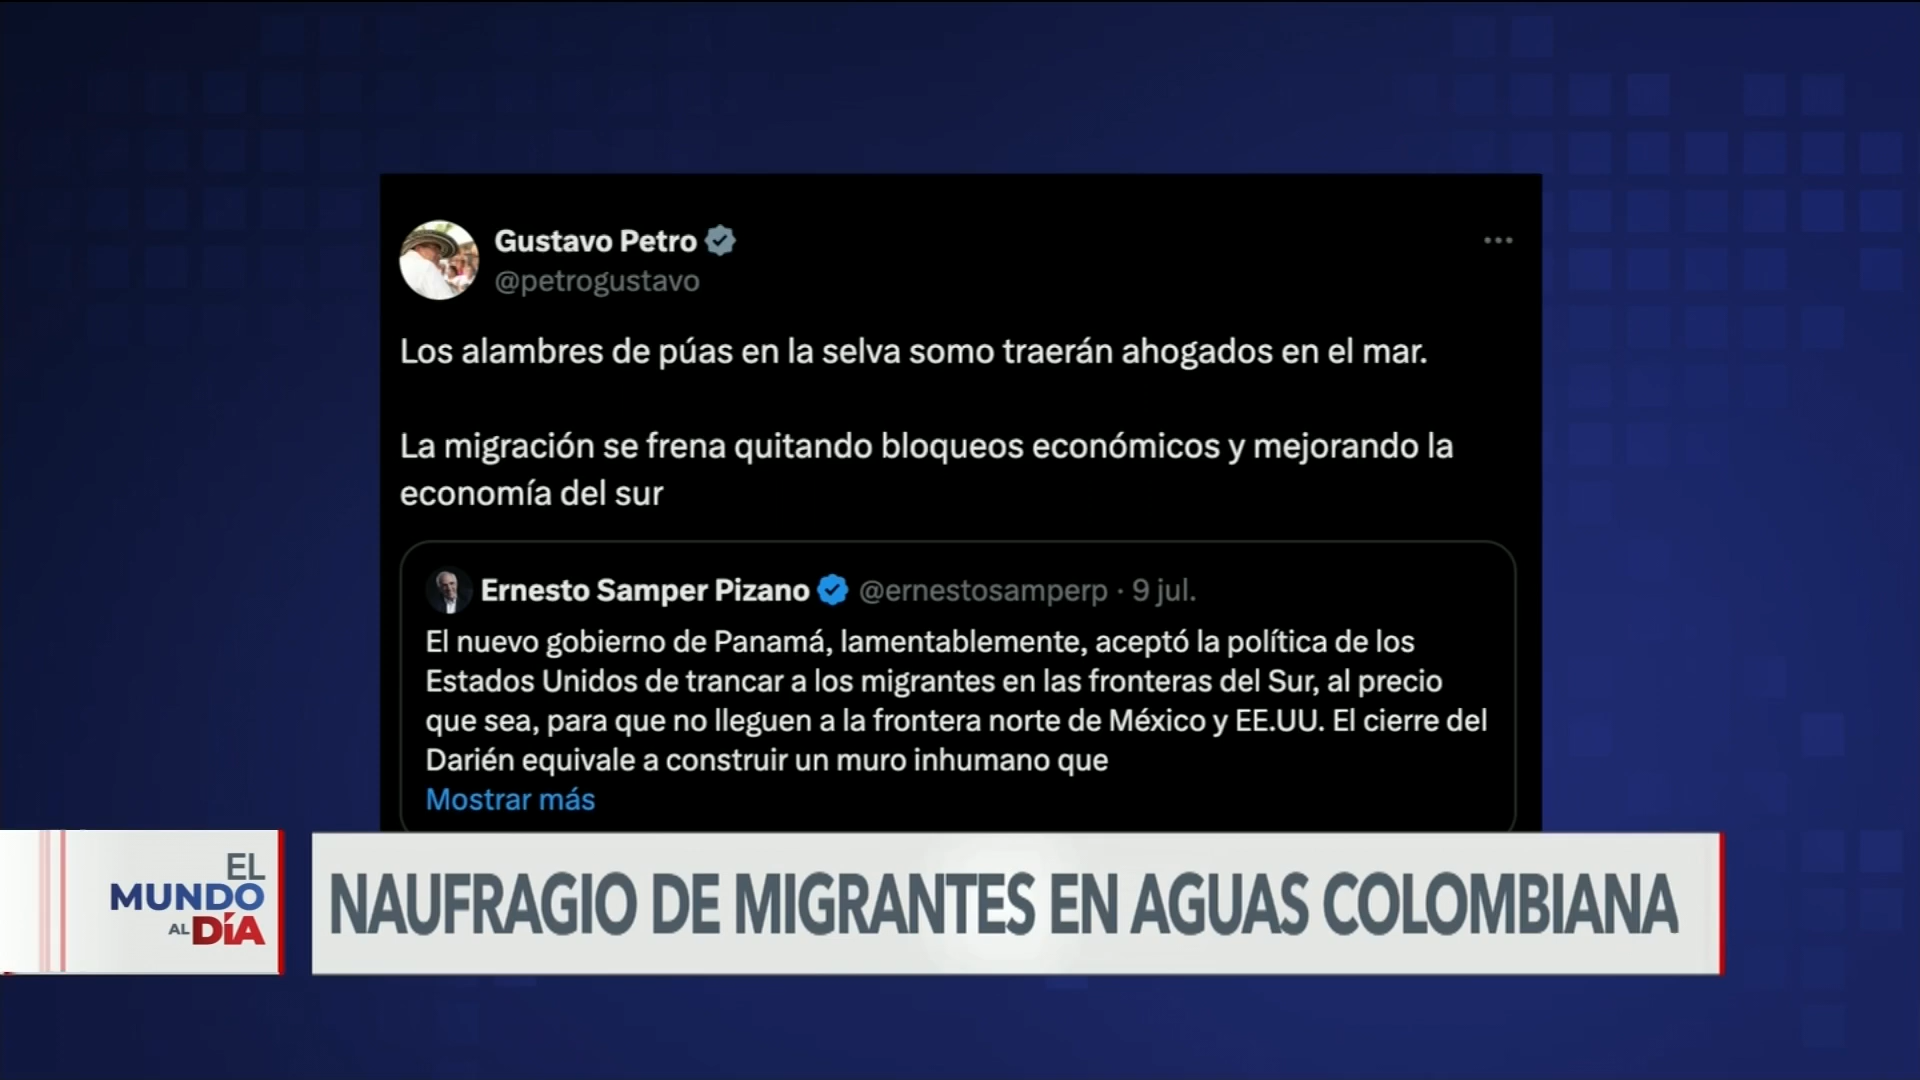 Gustavo Petro
@petrogustavo
Los alambres de púas en la selva somo traerán ahogados en el mar.
La migración se frena quitando bloqueos económicos y mejorando la
economía del sur
Ernesto Samper Pizano @ernestosamperp · 9 jul.
El nuevo gobierno de Panamá, lamentablemente, aceptó la política de los
Estados Unidos de trancar a los migrantes en las fronteras del Sur, al precio
que sea, para que no lleguen a la frontera norte de México y EE.UU. El cierre del
Darién equivale a construir un muro inhumano que
Mostrar más
EL
MUNDO
AL DÍA
NAUFRAGIO DE MIGRANTES EN AGUAS COLOMBIANA